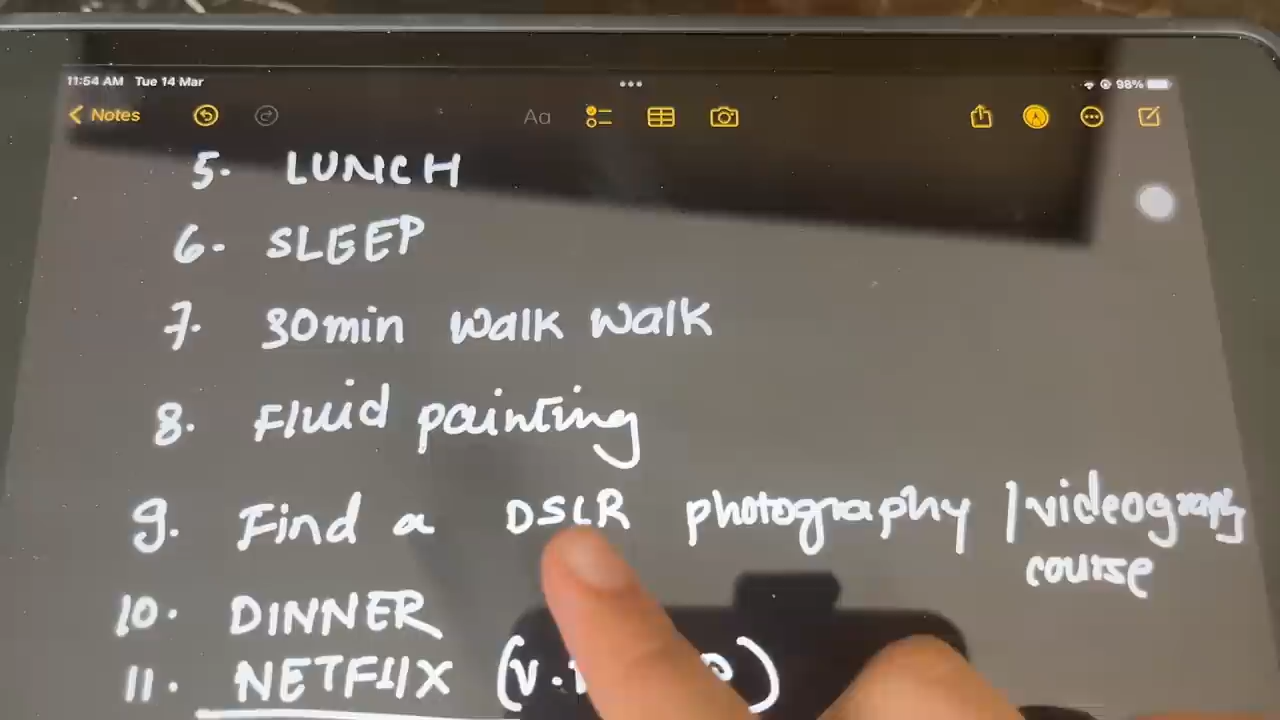 11:54 AM Tue 14 Mar
98%
Notes
Aa
5. LUNCH
6. SLEEP
7. 30min walk walk
8. Fluid painting
9. Find a DSLR photography / videography
course
10. DINNER
11. NETFLIX